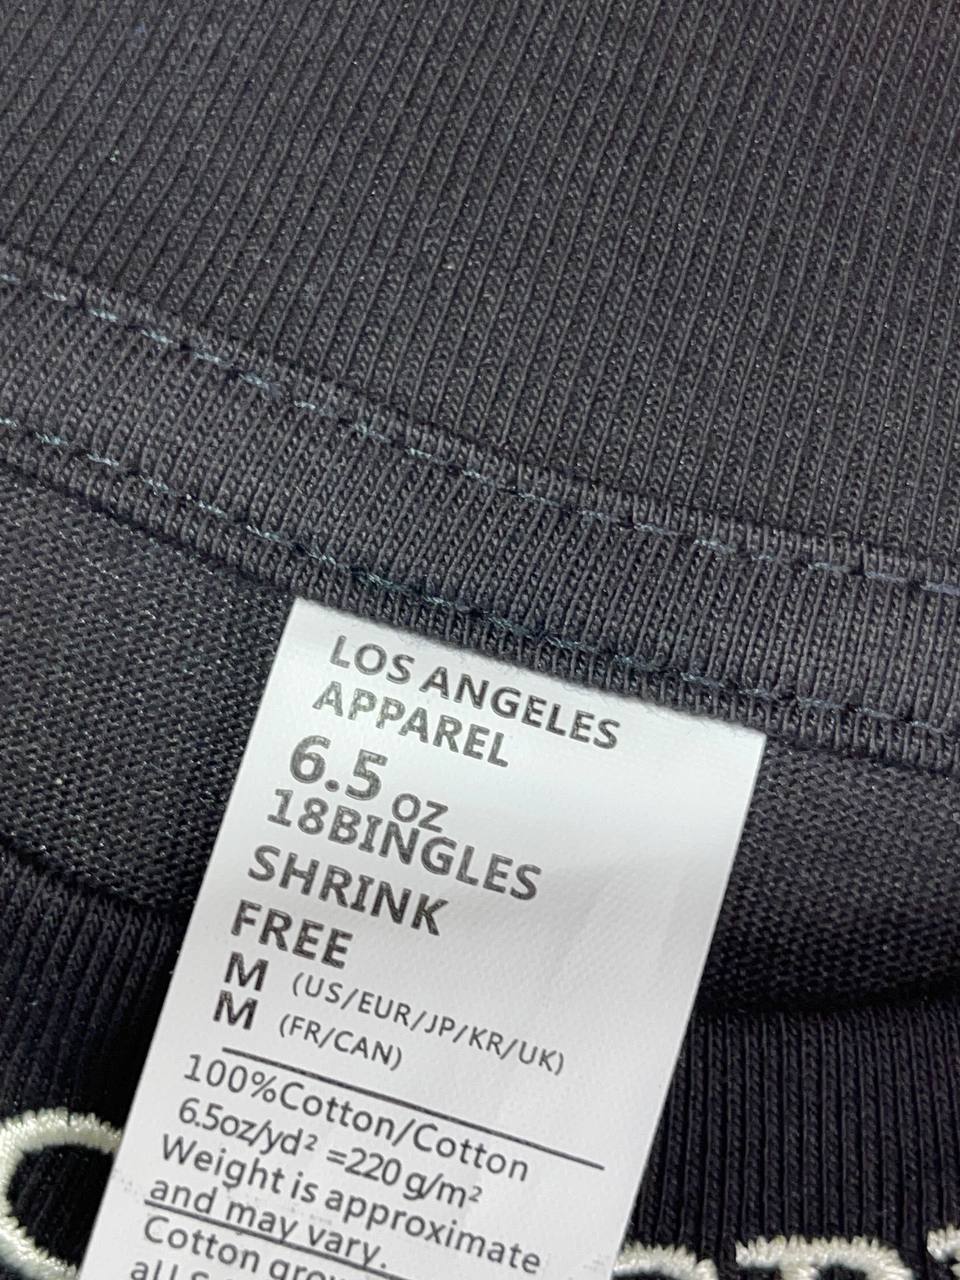 LOS ANGELES
APPAREL
6.5 OZ
18BINGLES
SHRINK
FREE
M (US/EUR/JP/KR/UK)
M (FR/CAN)
100%Cotton/Cotton
6.5oz/yd² =220 g/m²
Weight is approximate
and may vary.
Cotton